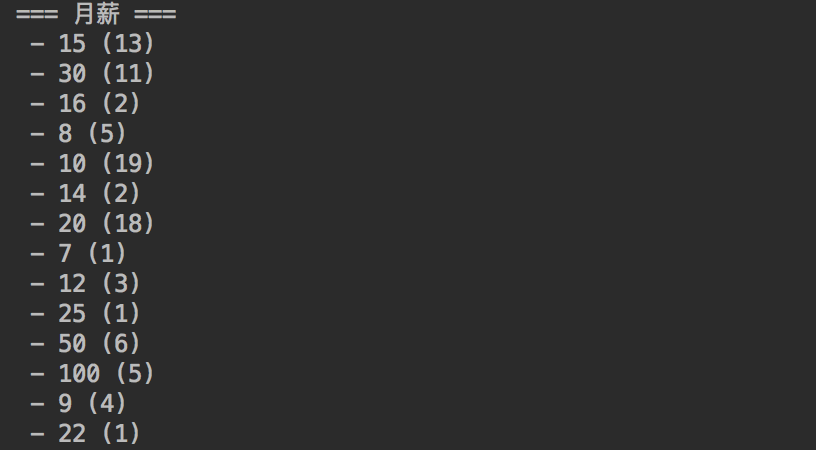 === 月薪 ===
- 15 (13)
- 30 (11)
- 16 (2)
- 8 (5)
- 10 (19)
- 14 (2)
- 20 (18)
- 7 (1)
- 12 (3)
- 25 (1)
- 50 (6)
- 100 (5)
- 9 (4)
- 22 (1)